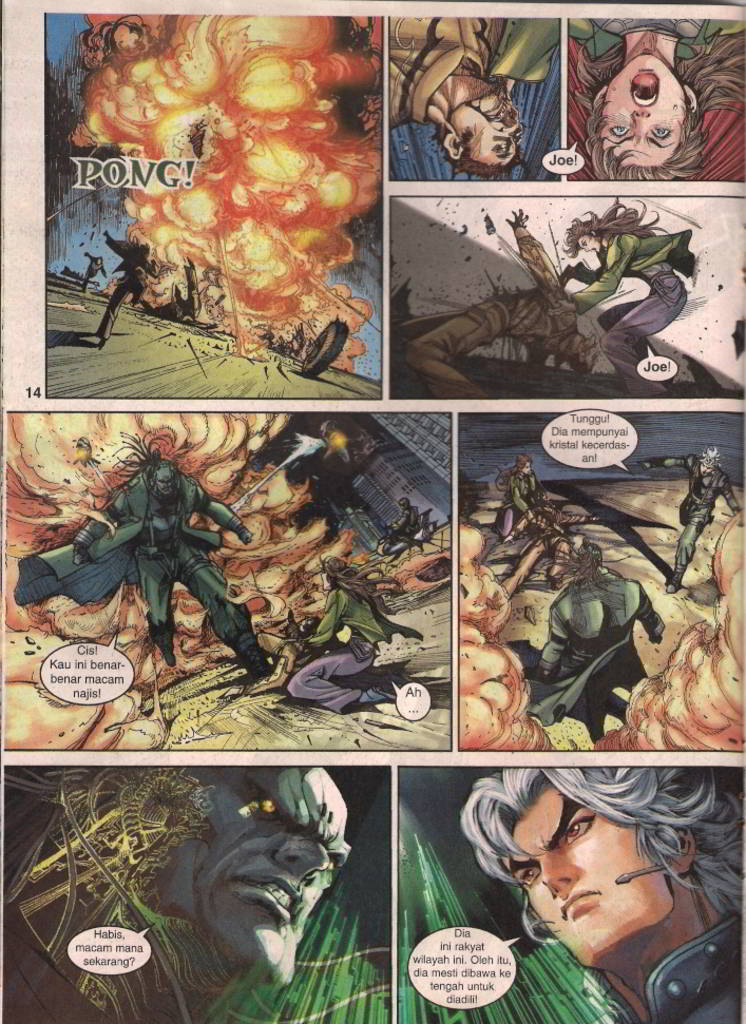 PONG!
Joe!
Joe!
14
Cis!
Kau ini benar-
benar macam
najis!
Ah
...
Tunggu!
Dia mempunyai
kristal kecerdas-
an!
Habis,
macam mana
sekarang?
Dia
ini rakyat
wilayah ini. Oleh itu,
dia mesti dibawa ke
tengah untuk
diadili!